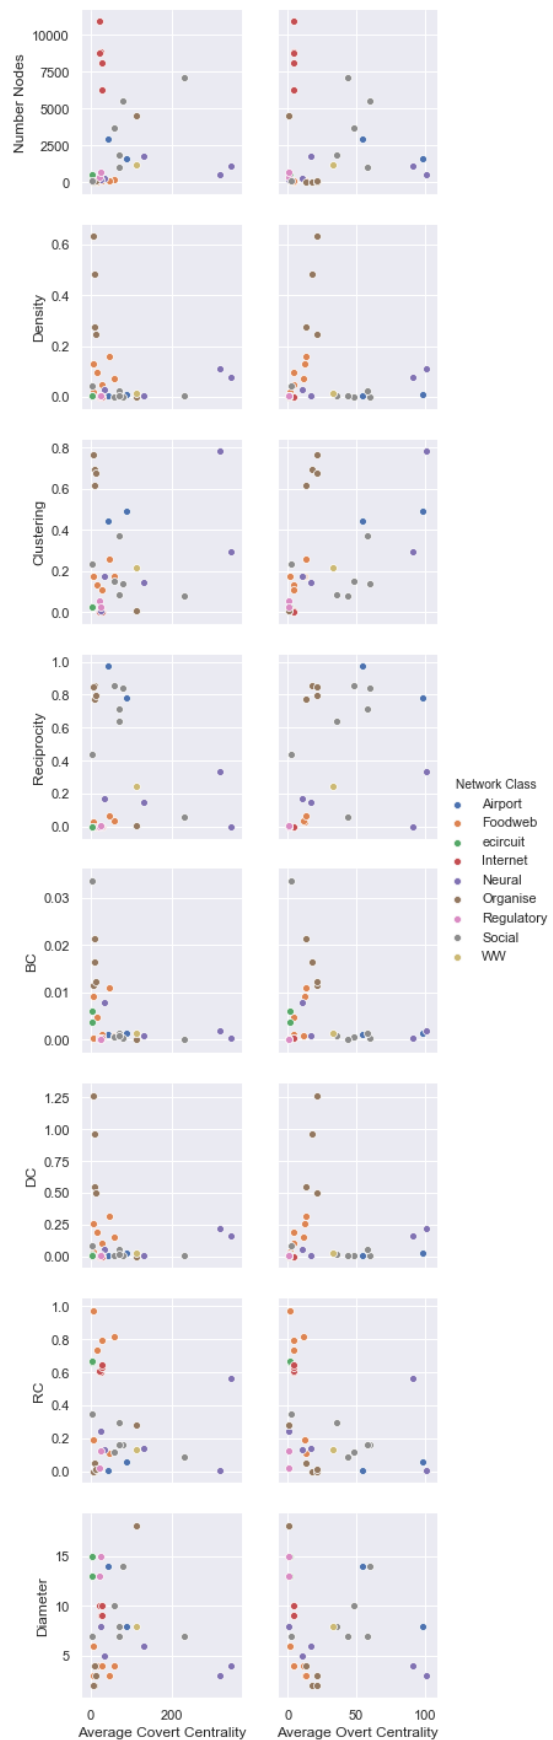 Number Nodes
10000
7500
5000
2500
0
Density
0.6
0.4
0.2
0.0
Clustering
0.8
0.6
0.4
0.2
0.0
Reciprocity
1.0
0.8
0.6
0.4
0.2
0.0
Network Class
Airport
Foodweb
ecircuit
Internet
Neural
Organise
Regulatory
Social
WW
BC
0.03
0.02
0.01
0.00
DC
1.25
1.00
0.75
0.50
0.25
0.00
RC
1.0
0.8
0.6
0.4
0.2
0.0
Diameter
15
10
5
0 200
0 50 100
Average Covert Centrality
Average Overt Centrality